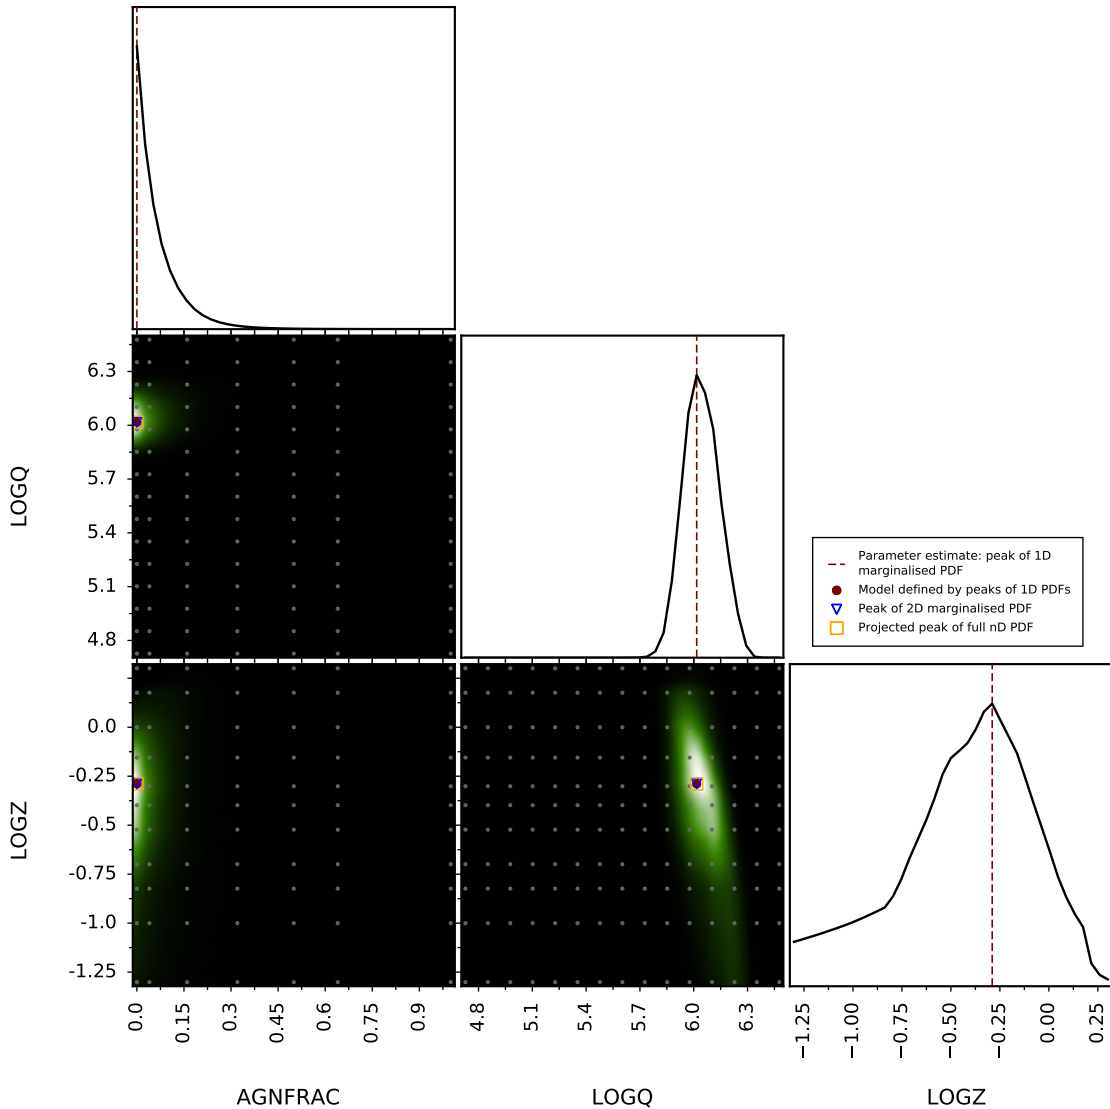 6.3
6.0
5.7
5.4
5.1
4.8
LOGQ
Parameter estimate: peak of 1D
marginalised PDF
Model defined by peaks of 1D PDFs
Peak of 2D marginalised PDF
Projected peak of full nD PDF
0.0
-0.25
-0.5
-0.75
-1.0
-1.25
LOGZ
0.0 0.15 0.3 0.45 0.6 0.75 0.9
4.8 5.1 5.4 5.7 6.0 6.3
−1.25 −1.00 −0.75 −0.50 −0.25 0.00 0.25
AGNFRAC LOGQ LOGZ